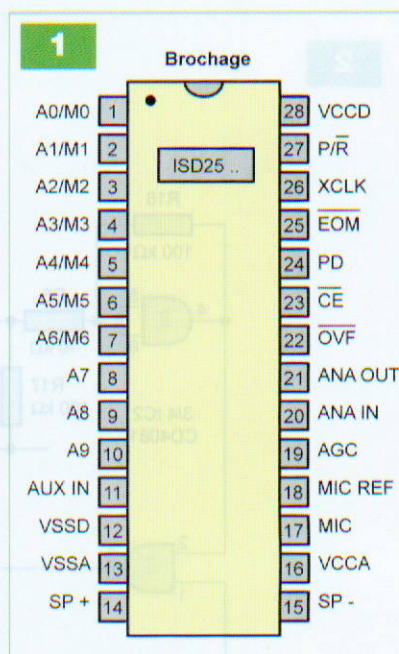 1
Brochage
ISD25 ..
A0/M0 1
A1/M1 2
A2/M2 3
A3/M3 4
A4/M4 5
A5/M5 6
A6/M6 7
A7 8
A8 9
A9 10
AUX IN 11
VSSD 12
VSSA 13
SP + 14
28 VCCD
27 P/R̅
26 XCLK
25 E̅O̅M̅
24 PD
23 C̅E̅
22 O̅V̅F̅
21 ANA OUT
20 ANA IN
19 AGC
18 MIC REF
17 MIC
16 VCCA
15 SP -